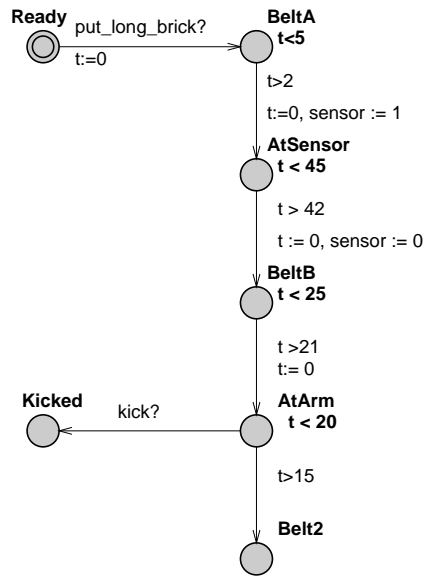 Ready
put_long_brick?
t:=0
BeltA
t<5
t>2
t:=0, sensor := 1
AtSensor
t < 45
t > 42
t := 0, sensor := 0
BeltB
t < 25
t >21
t:= 0
Kicked
kick?
AtArm
t < 20
t>15
Belt2